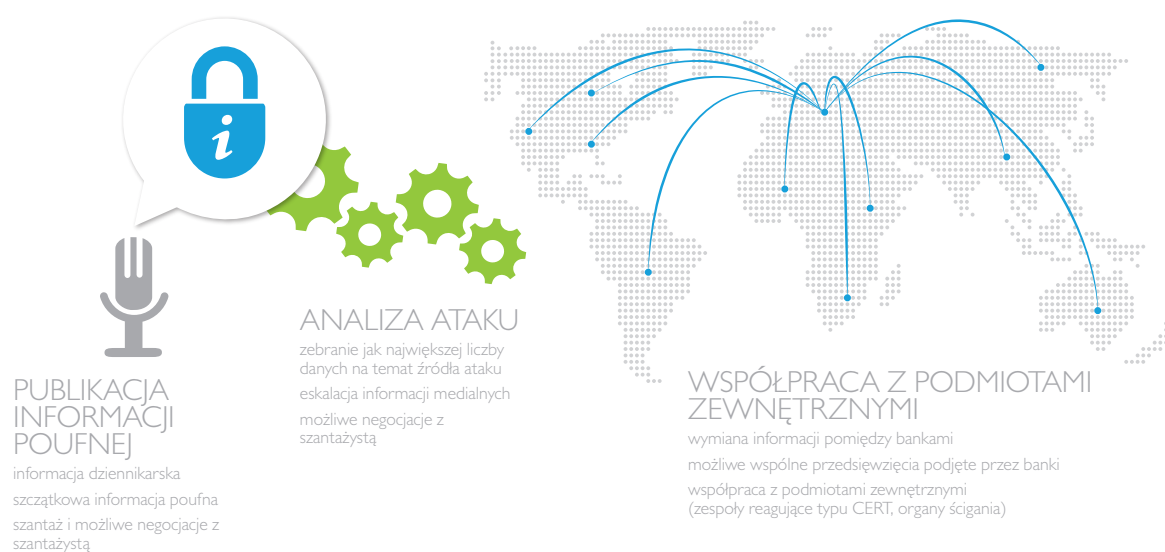 i
PUBLIKACJA
INFORMACJI
POUFNEJ
informacja dziennikarska
szczątkowa informacja poufna
szantaż i możliwe negocjacje z
szantażystą
ANALIZA ATAKU
zebranie jak największej liczby
danych na temat źródła ataku
eskalacja informacji medialnych
możliwe negocjacje z
szantażystą
WSPÓŁPRACA Z PODMIOTAMI
ZEWNĘTRZNYMI
wymiana informacji pomiędzy bankami
możliwe wspólne przedsięwzięcia podjęte przez banki
współpraca z podmiotami zewnętrznymi
(zespoły reagujące typu CERT, organy ścigania)